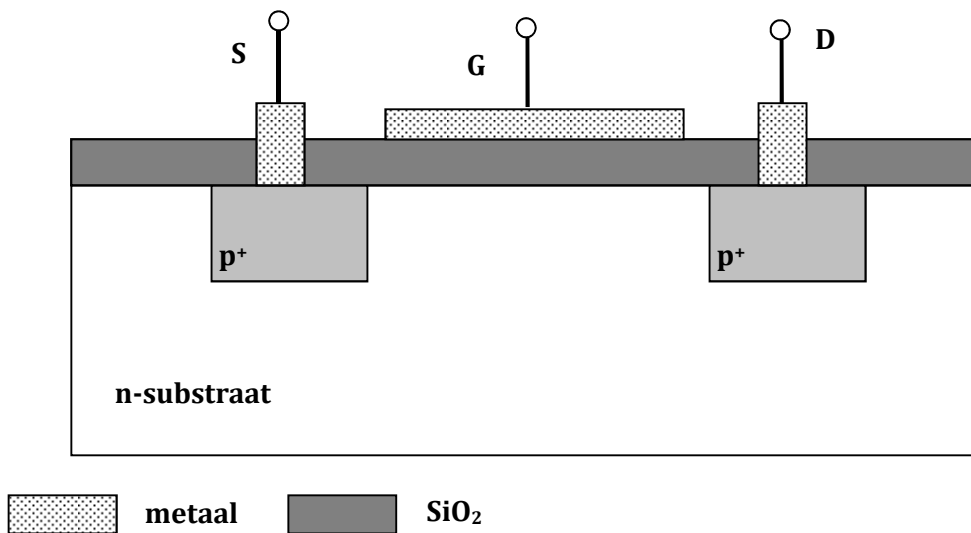 S
G
D
p⁺
p⁺
n-substraat
metaal
SiO₂